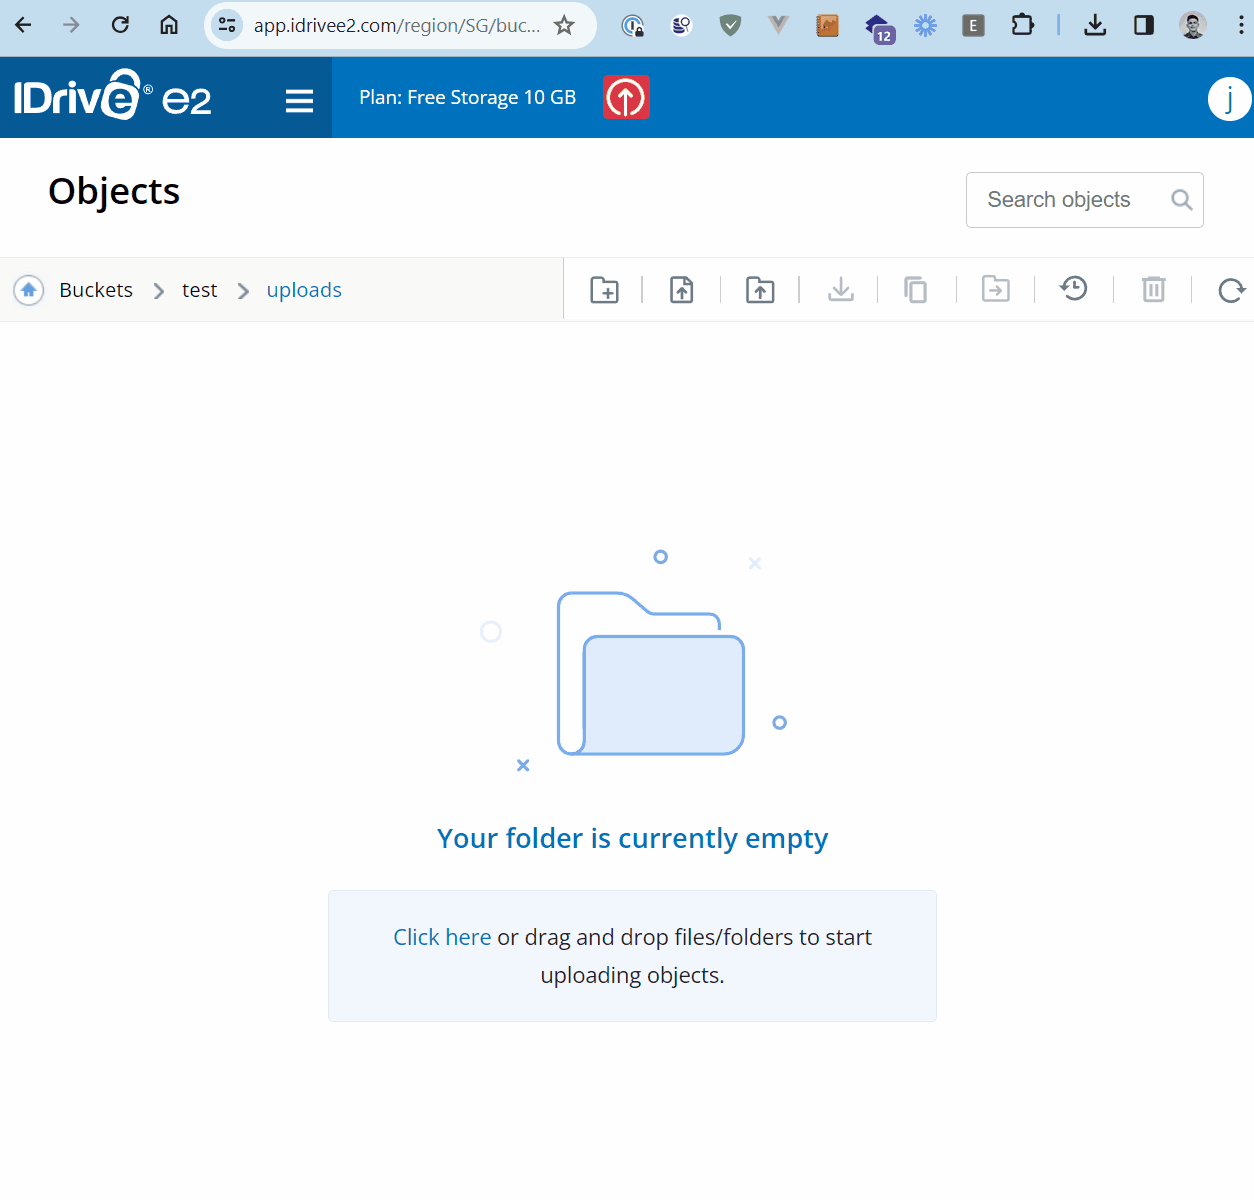 app.idrivee2.com/region/SG/buc...
12
E
IDrive® e2
Plan: Free Storage 10 GB
j
Objects
Search objects
Buckets > test > uploads
Your folder is currently empty
Click here or drag and drop files/folders to start
uploading objects.